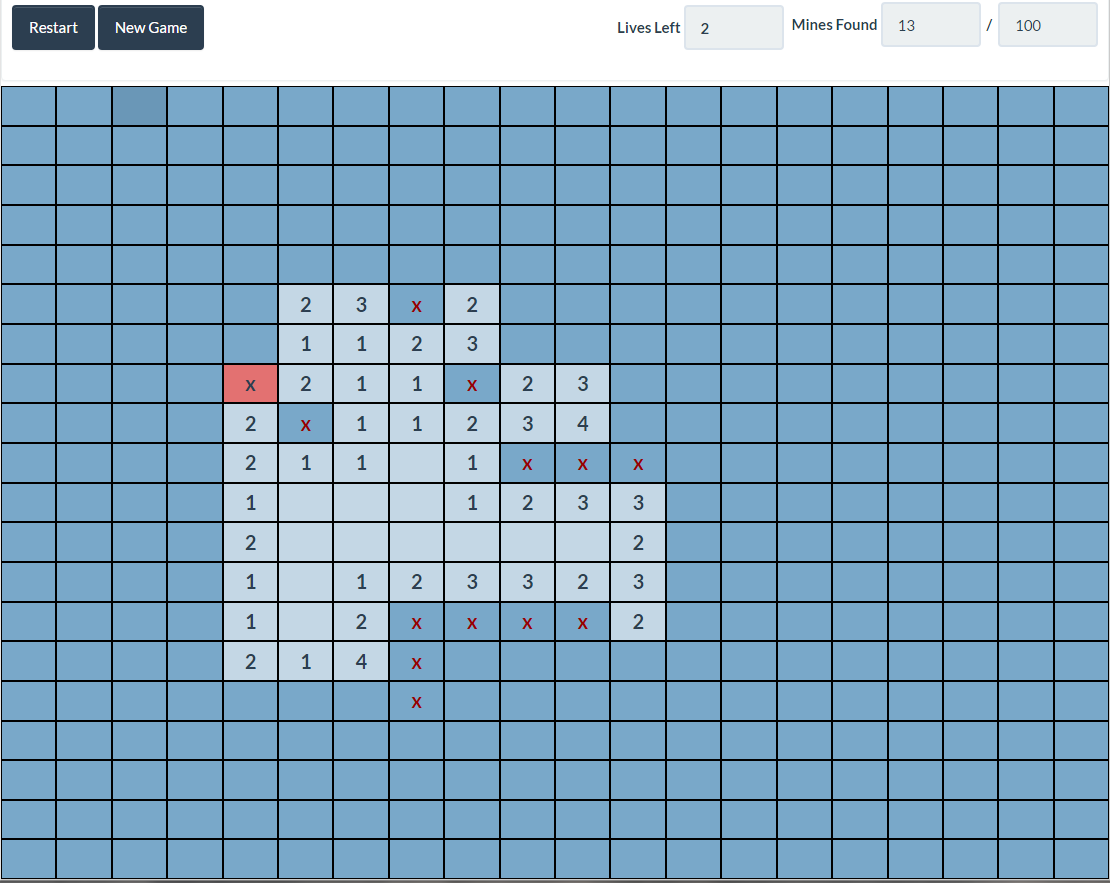 Restart New Game Lives Left 2 Mines Found 13 / 100
2 3 x 2
1 1 2 3
x 2 1 1 x 2 3
2 x 1 1 2 3 4
2 1 1 1 x x x
1 1 2 3 3
2 2
1 1 2 3 3 2 3
1 2 x x x x 2
2 1 4 x
x